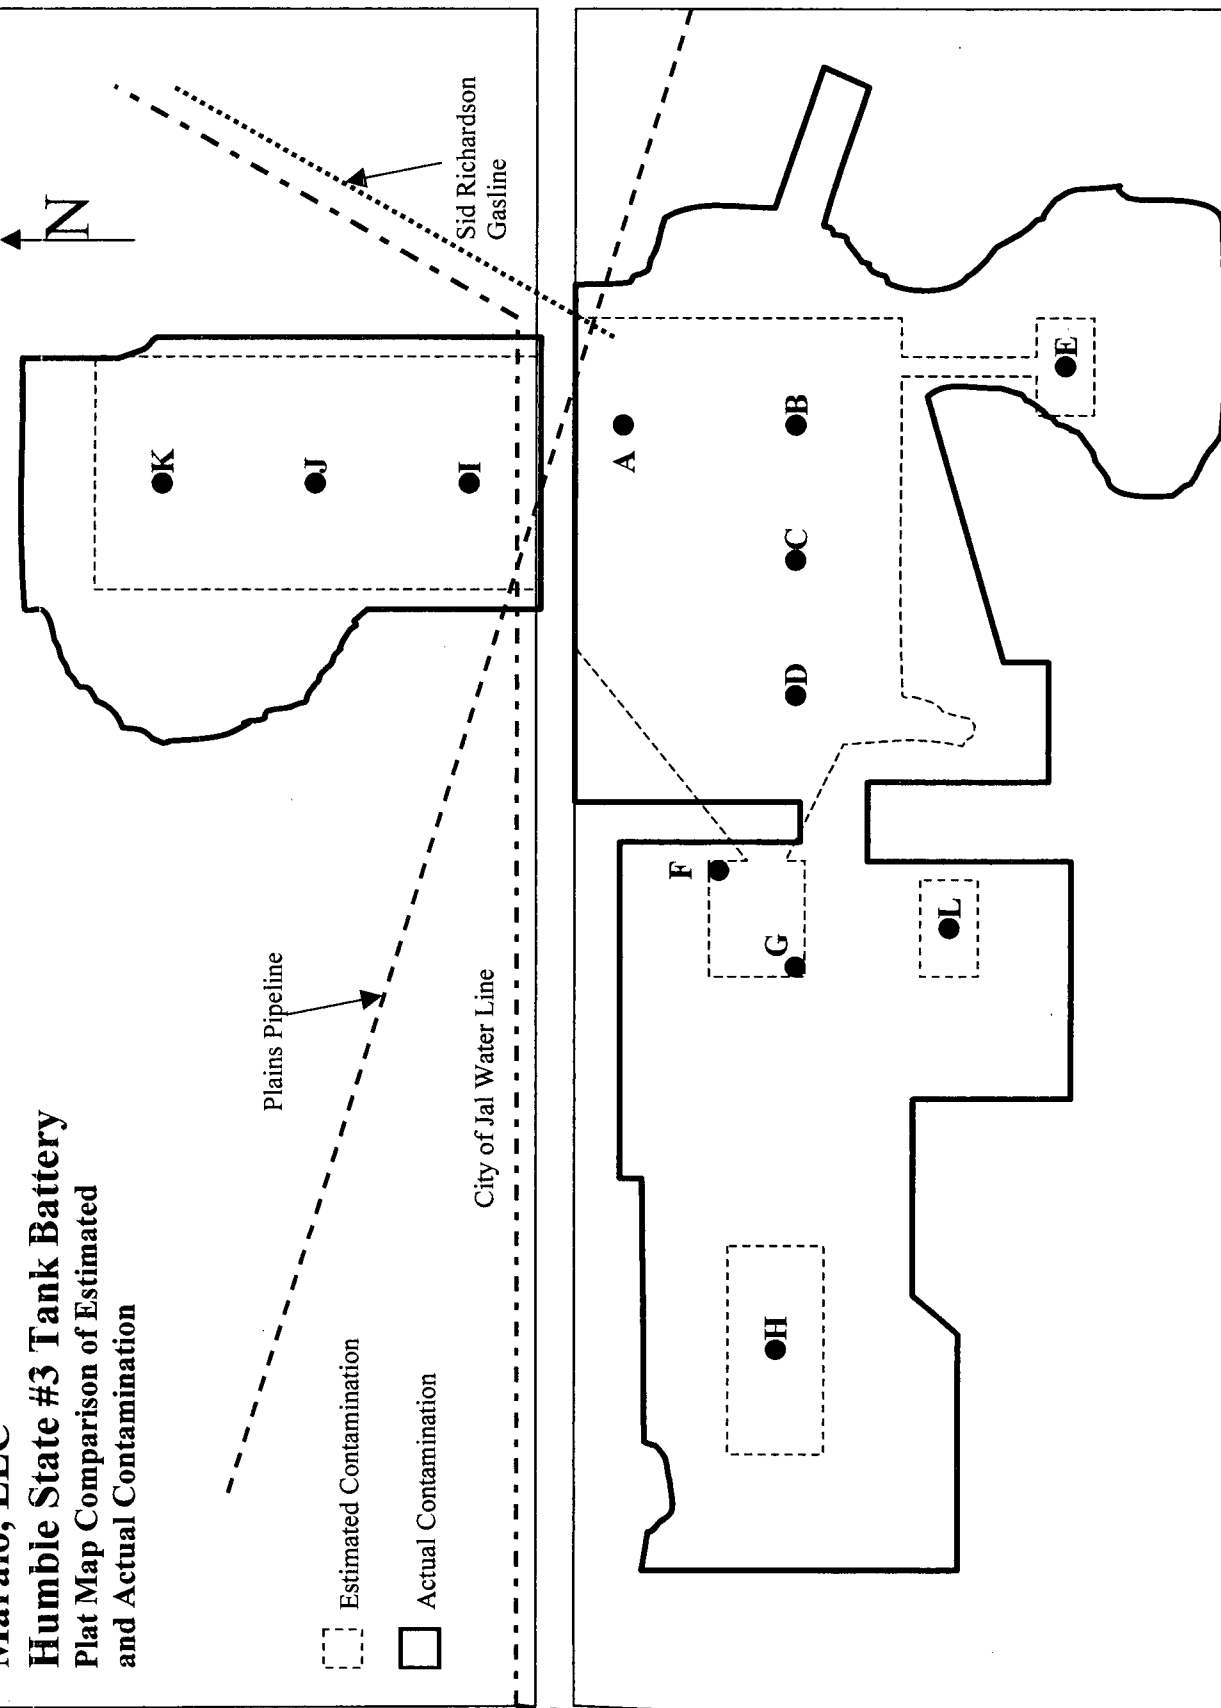 Humble State #3 Tank Battery
Plat Map Comparison of Estimated
and Actual Contamination
Estimated Contamination
Actual Contamination
N
Sid Richardson
Gasline
Plains Pipeline
City of Jal Water Line
K
J
I
A
B
C
D
E
F
G
L
H